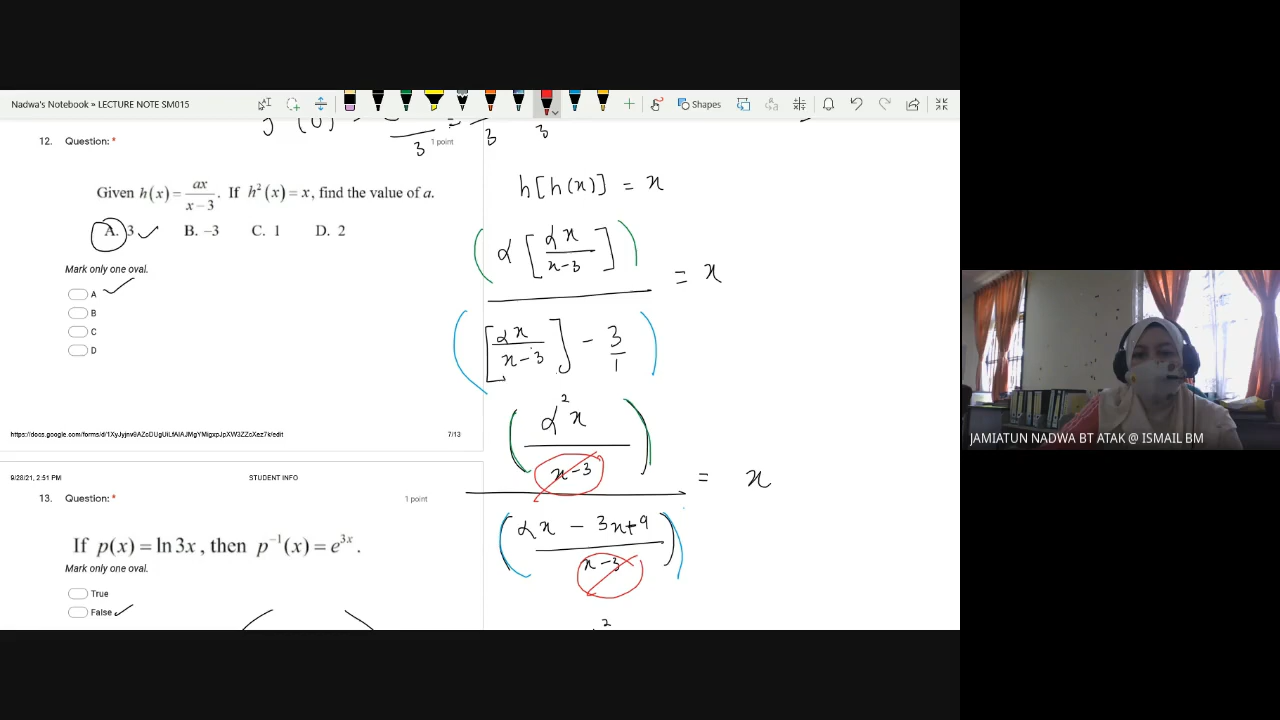 Nadwa's Notebook » LECTURE NOTE SM015
Shapes
12. Question: *
1 point
Given h(x) = ax / x − 3 . If h²(x) = x, find the value of a.
A. 3 B. –3 C. 1 D. 2
Mark only one oval.
A
B
C
D
7/13
9/28/21, 2:51 PM STUDENT INFO
13. Question: *
1 point
If p(x) = ln 3x , then p⁻¹(x) = e³ˣ .
Mark only one oval.
True
False
h[h(x)] = x
(α[αx / x−3]) / ([αx / x−3] − 3/1) = x
(α²x / x−3) / (αx − 3x+9 / x−3) = x
JAMIATUN NADWA BT ATAK @ ISMAIL BM